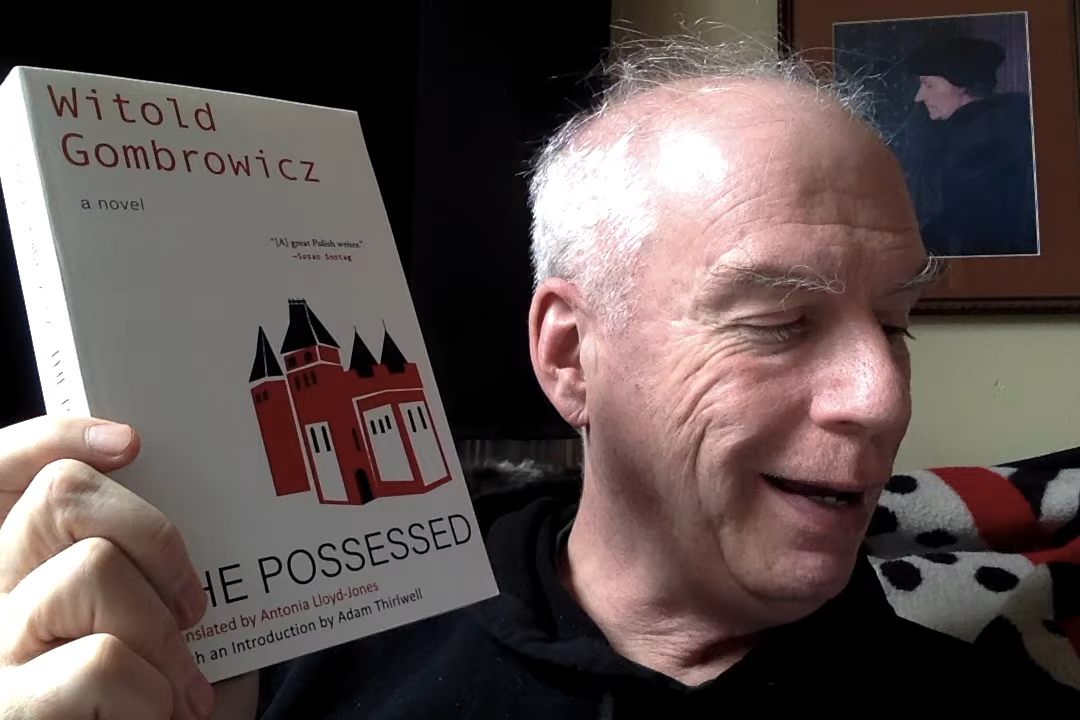 Witold
Gombrowicz
a novel
"[A] great Polish writer."
—Susan Sontag
HE POSSESSED
nslated by Antonia Lloyd-Jones
h an Introduction by Adam Thirlwell